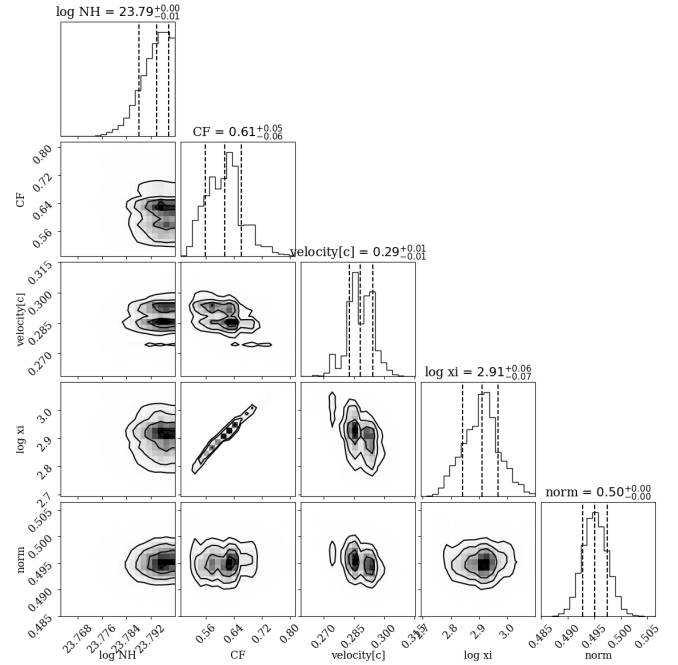 log NH = 23.79+0.00 −0.01
CF = 0.61+0.05 −0.06
0.80
0.72
0.64
0.56
CF
velocity[c] = 0.29+0.01 −0.01
0.315
0.300
0.285
0.270
velocity[c]
log xi = 2.91+0.06 −0.07
3.0
2.9
2.8
2.7
log xi
norm = 0.50+0.00 −0.00
0.505
0.500
0.495
0.490
0.485
norm
23.768 23.776 23.784 23.792
0.56 0.64 0.72 0.80
0.270 0.285 0.300 0.315
2.7 2.8 2.9 3.0
0.485 0.490 0.495 0.500 0.505
log NH CF velocity[c] log xi norm